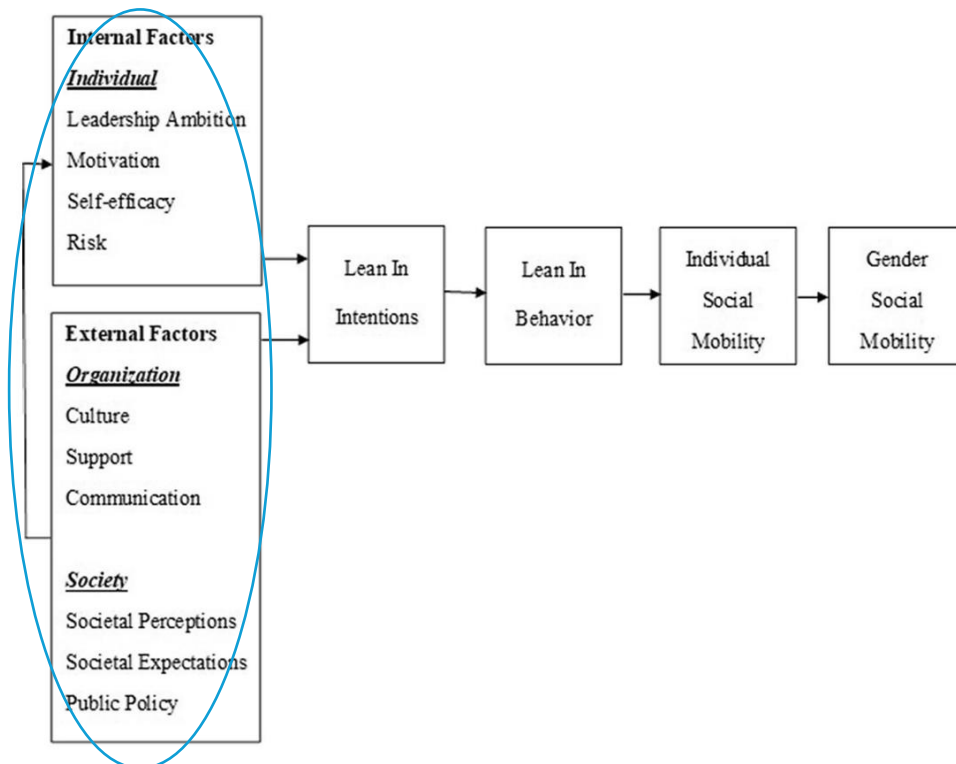 Internal Factors
Individual
Leadership Ambition
Motivation
Self-efficacy
Risk
External Factors
Organization
Culture
Support
Communication
Society
Societal Perceptions
Societal Expectations
Public Policy
Lean In
Intentions
Lean In
Behavior
Individual
Social
Mobility
Gender
Social
Mobility